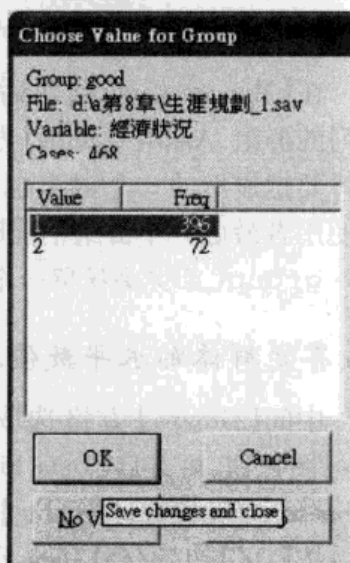 Choose Value for Group
Group: good
File: d:\a第8章\生涯規劃_1.sav
Variable: 經濟狀況
Cases: 468
Value Freq
1 396
2 72
OK Cancel
No V
Save changes and close